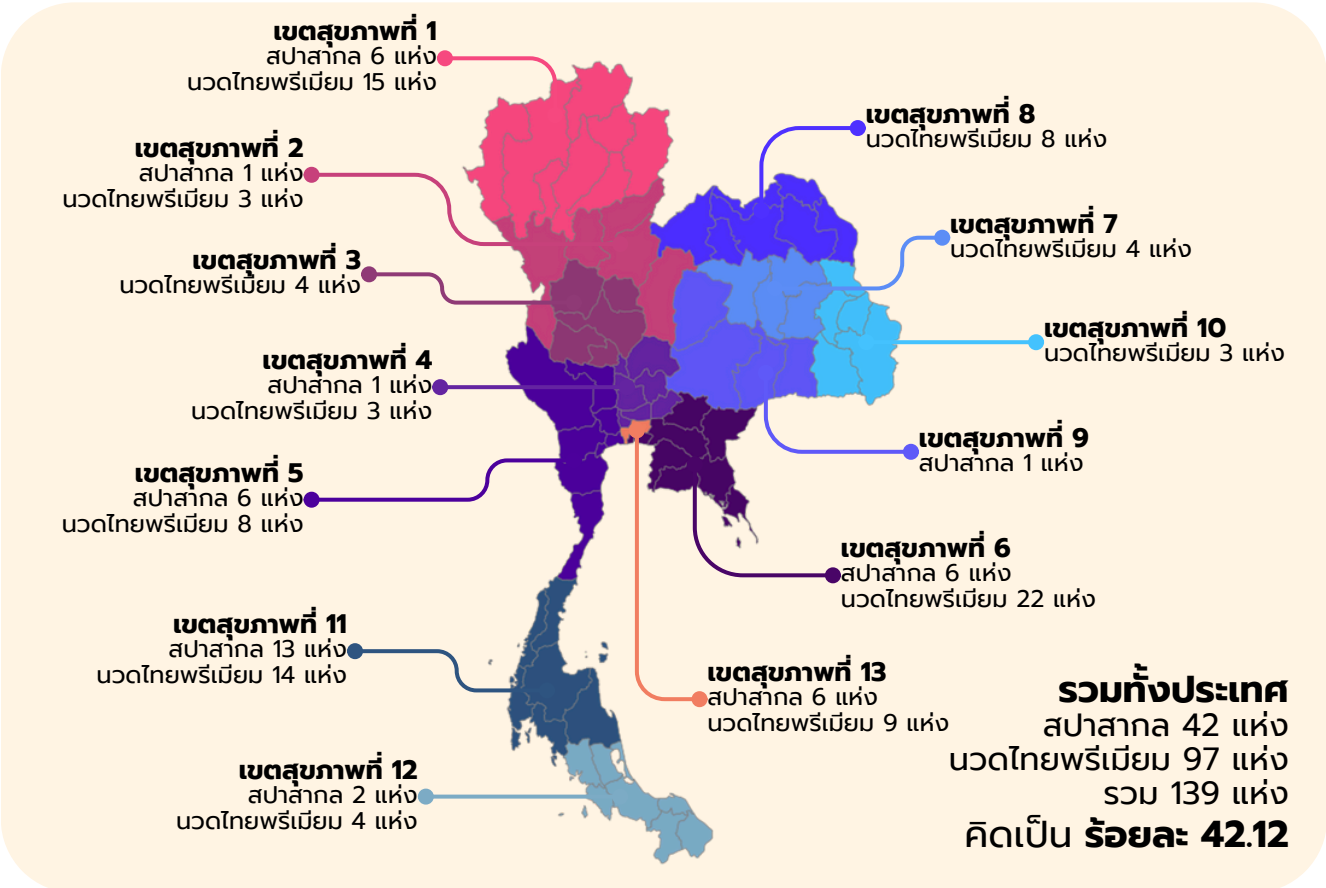 เขตสุขภาพที่ 1
สปาสากล 6 แห่ง
นวดไทยพรีเมียม 15 แห่ง
เขตสุขภาพที่ 2
สปาสากล 1 แห่ง
นวดไทยพรีเมียม 3 แห่ง
เขตสุขภาพที่ 3
นวดไทยพรีเมียม 4 แห่ง
เขตสุขภาพที่ 4
สปาสากล 1 แห่ง
นวดไทยพรีเมียม 3 แห่ง
เขตสุขภาพที่ 5
สปาสากล 6 แห่ง
นวดไทยพรีเมียม 8 แห่ง
เขตสุขภาพที่ 11
สปาสากล 13 แห่ง
นวดไทยพรีเมียม 14 แห่ง
เขตสุขภาพที่ 12
สปาสากล 2 แห่ง
นวดไทยพรีเมียม 4 แห่ง
เขตสุขภาพที่ 8
นวดไทยพรีเมียม 8 แห่ง
เขตสุขภาพที่ 7
นวดไทยพรีเมียม 4 แห่ง
เขตสุขภาพที่ 10
นวดไทยพรีเมียม 3 แห่ง
เขตสุขภาพที่ 9
สปาสากล 1 แห่ง
เขตสุขภาพที่ 6
สปาสากล 6 แห่ง
นวดไทยพรีเมียม 22 แห่ง
เขตสุขภาพที่ 13
สปาสากล 6 แห่ง
นวดไทยพรีเมียม 9 แห่ง
รวมทั้งประเทศ
สปาสากล 42 แห่ง
นวดไทยพรีเมียม 97 แห่ง
รวม 139 แห่ง
คิดเป็น ร้อยละ 42.12